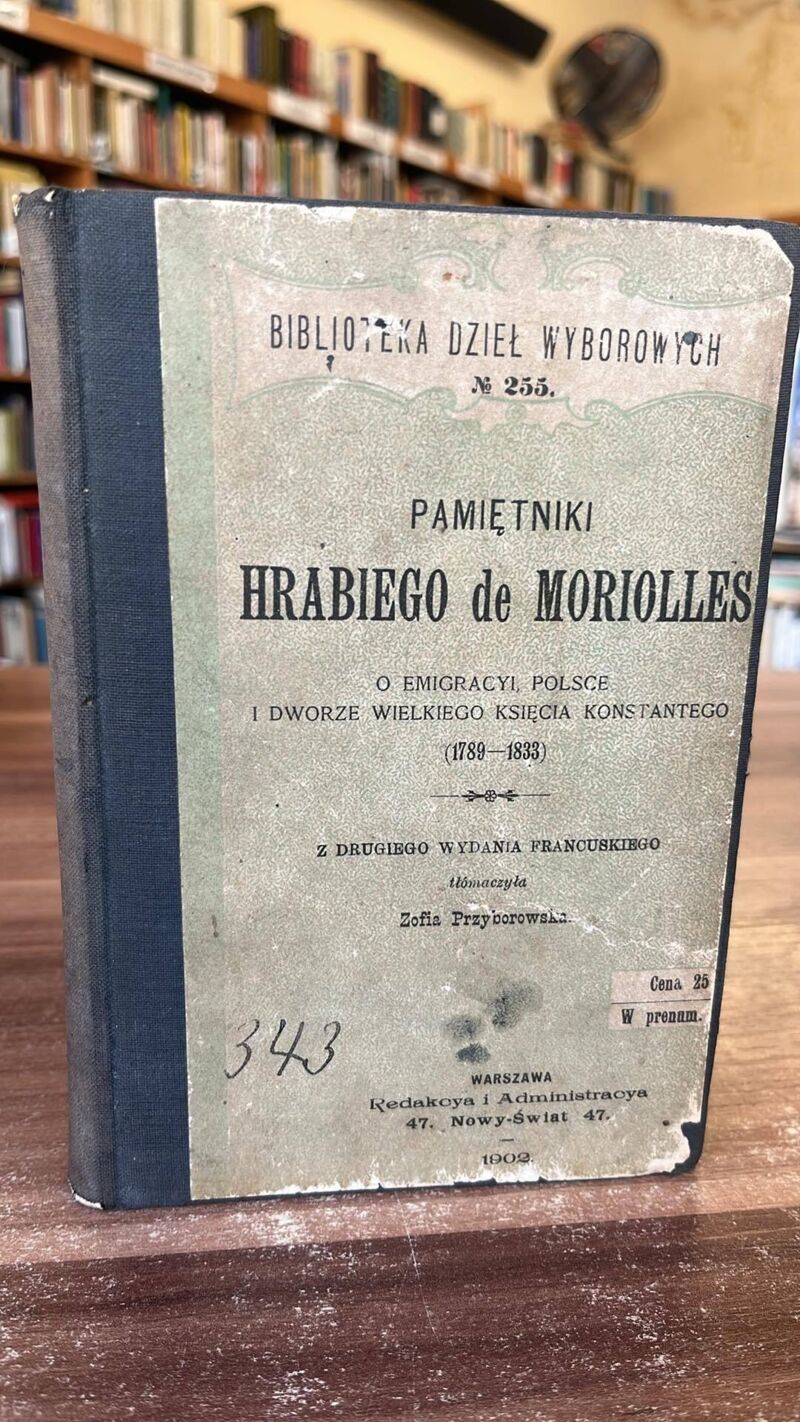 BIBLIOTEKA DZIEŁ WYBOROWYCH
№ 255.
PAMIĘTNIKI
HRABIEGO de MORIOLLES
O EMIGRACYI, POLSCE
I DWORZE WIELKIEGO KSIĘCIA KONSTANTEGO
(1789—1833)
Z DRUGIEGO WYDANIA FRANCUSKIEGO
tłómaczyła
Zofia Przyborowska.
Cena 25
W prenum.
343
WARSZAWA
Redakcya i Administracya
47. Nowy-Świat 47.
1902.